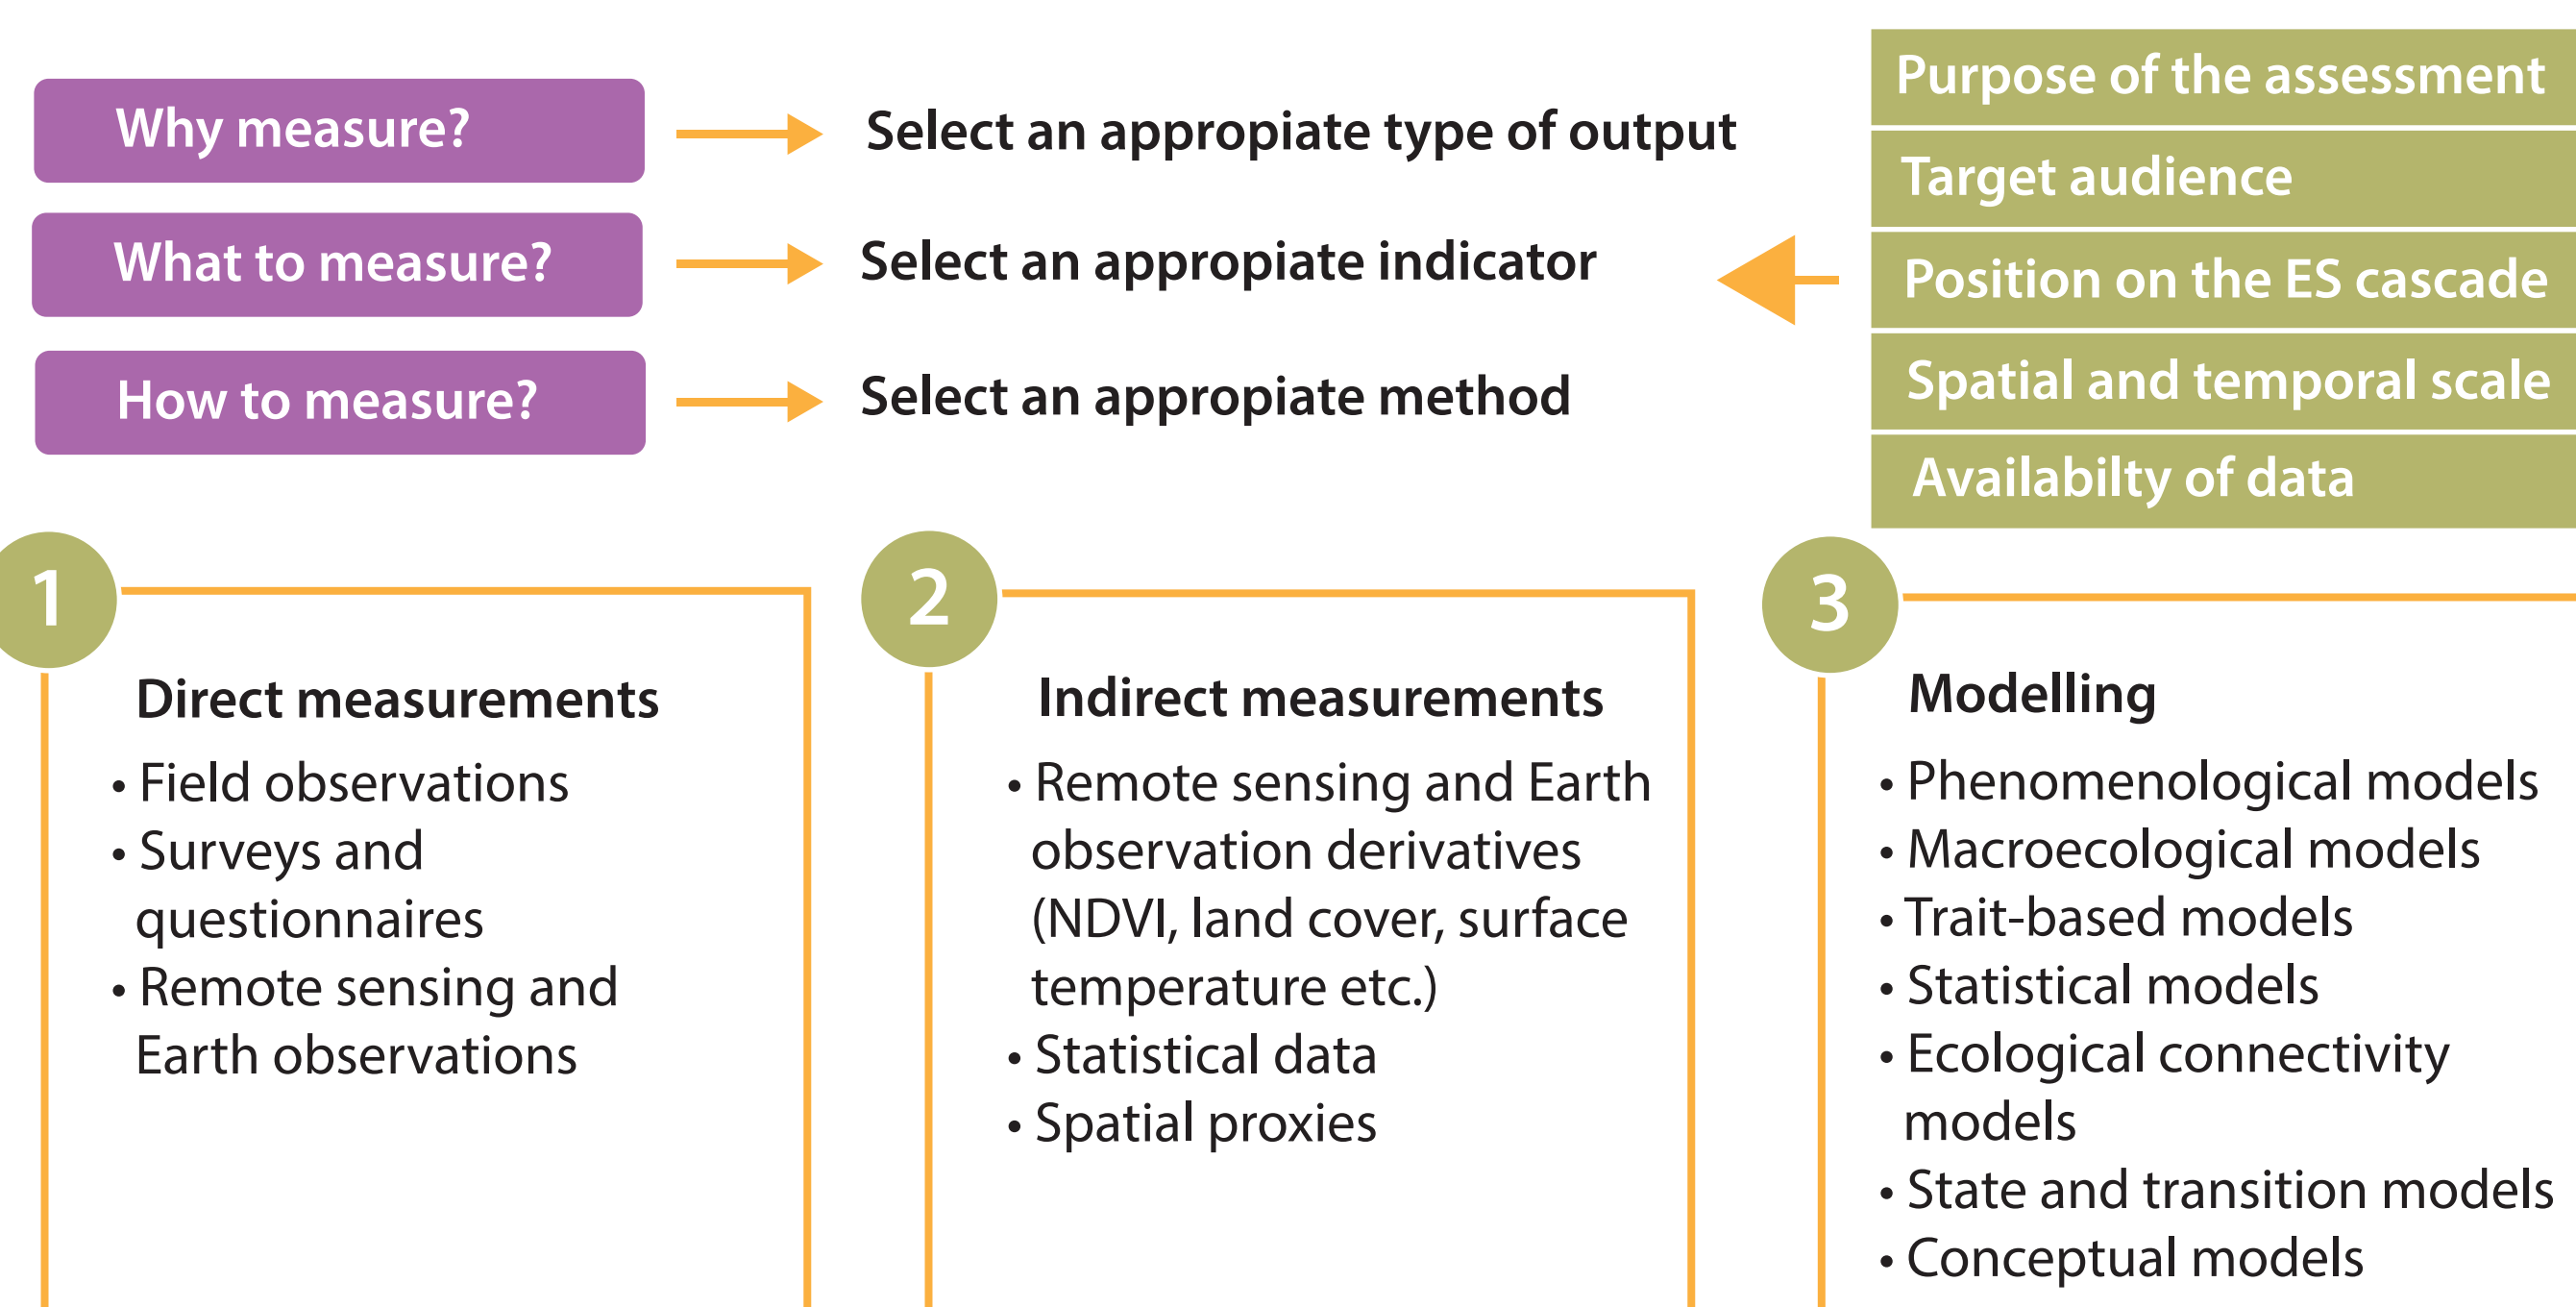 Why measure?
Select an appropiate type of output
What to measure?
Select an appropiate indicator
How to measure?
Select an appropiate method
Purpose of the assessment
Target audience
Position on the ES cascade
Spatial and temporal scale
Availabilty of data
1
Direct measurements
• Field observations
• Surveys and
questionnaires
• Remote sensing and
Earth observations
2
Indirect measurements
• Remote sensing and Earth
observation derivatives
(NDVI, land cover, surface
temperature etc.)
• Statistical data
• Spatial proxies
3
Modelling
• Phenomenological models
• Macroecological models
• Trait-based models
• Statistical models
• Ecological connectivity
models
• State and transition models
• Conceptual models